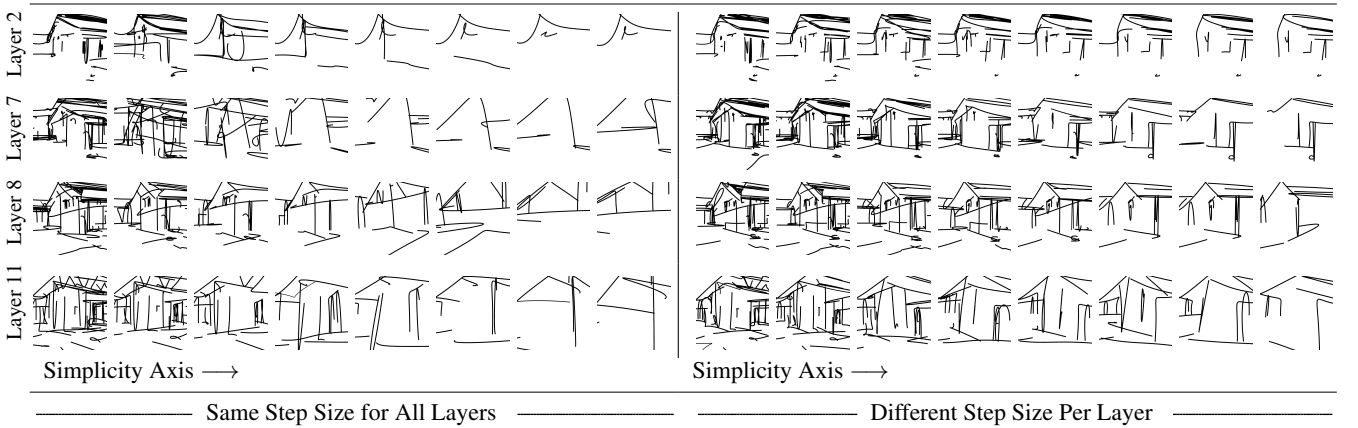 Layer 2
Layer 7
Layer 8
Layer 11
Simplicity Axis → Simplicity Axis →
Same Step Size for All Layers Different Step Size Per Layer